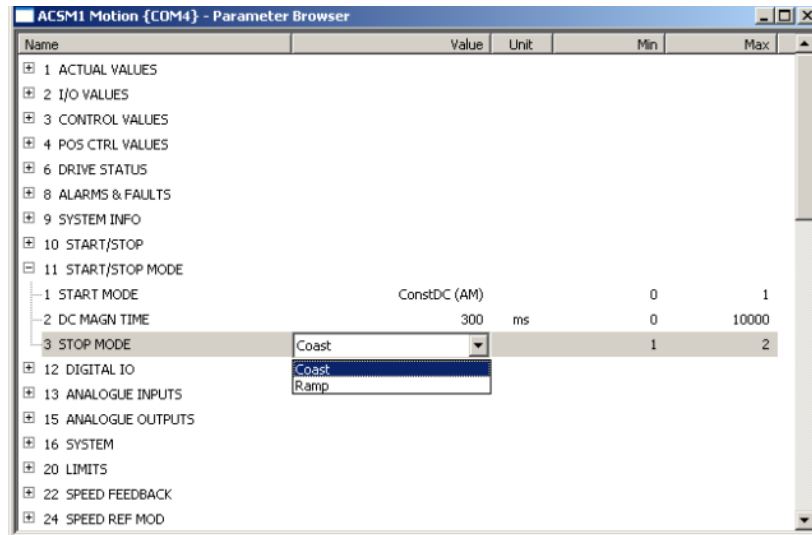 ACSM1 Motion {COM4} - Parameter Browser
Name Value Unit Min Max
1 ACTUAL VALUES
2 I/O VALUES
3 CONTROL VALUES
4 POS CTRL VALUES
6 DRIVE STATUS
8 ALARMS & FAULTS
9 SYSTEM INFO
10 START/STOP
11 START/STOP MODE
1 START MODE ConstDC (AM) 0 1
2 DC MAGN TIME 300 ms 0 10000
3 STOP MODE Coast 1 2
12 DIGITAL IO Coast
Ramp
13 ANALOGUE INPUTS
15 ANALOGUE OUTPUTS
16 SYSTEM
20 LIMITS
22 SPEED FEEDBACK
24 SPEED REF MOD